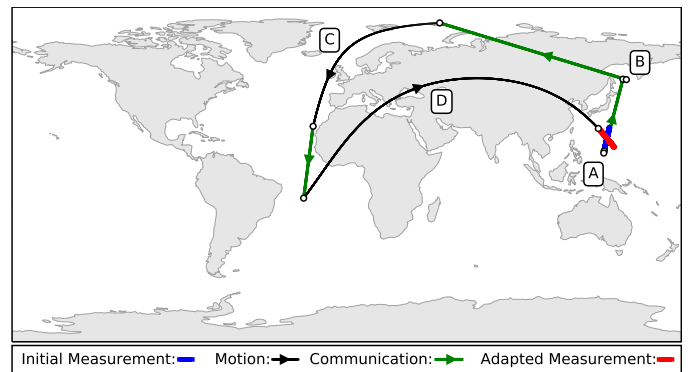 C
B
D
A
Initial Measurement: Motion: Communication: Adapted Measurement: